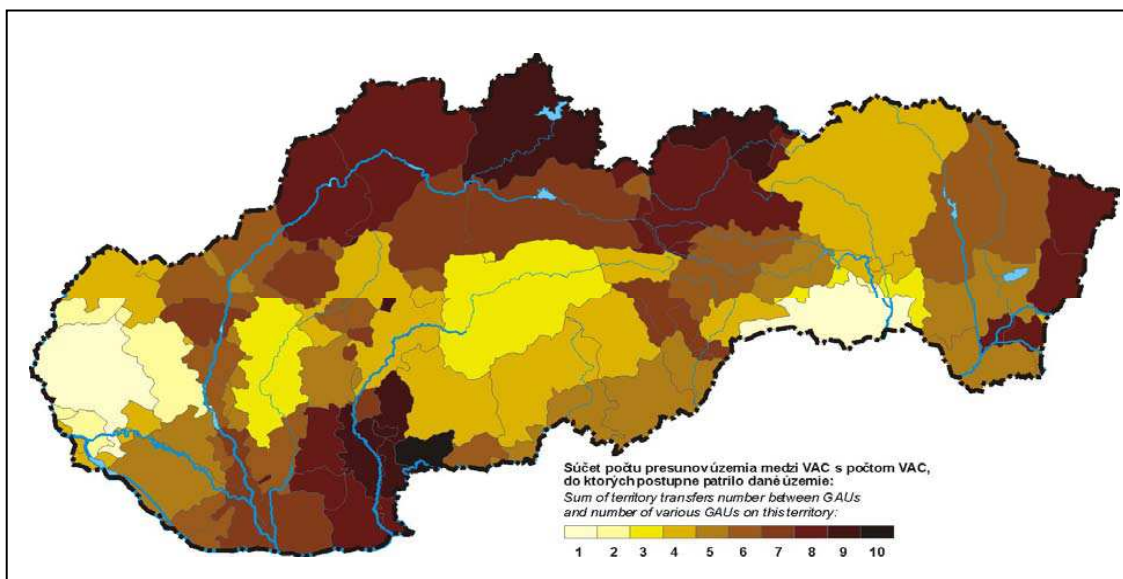 Súčet počtu presunov územia medzi VAC s počtom VAC,
do ktorých postupne patrilo dané územie:
Sum of territory transfers number between GAUs
and number of various GAUs on this territory:
1 2 3 4 5 6 7 8 9 10